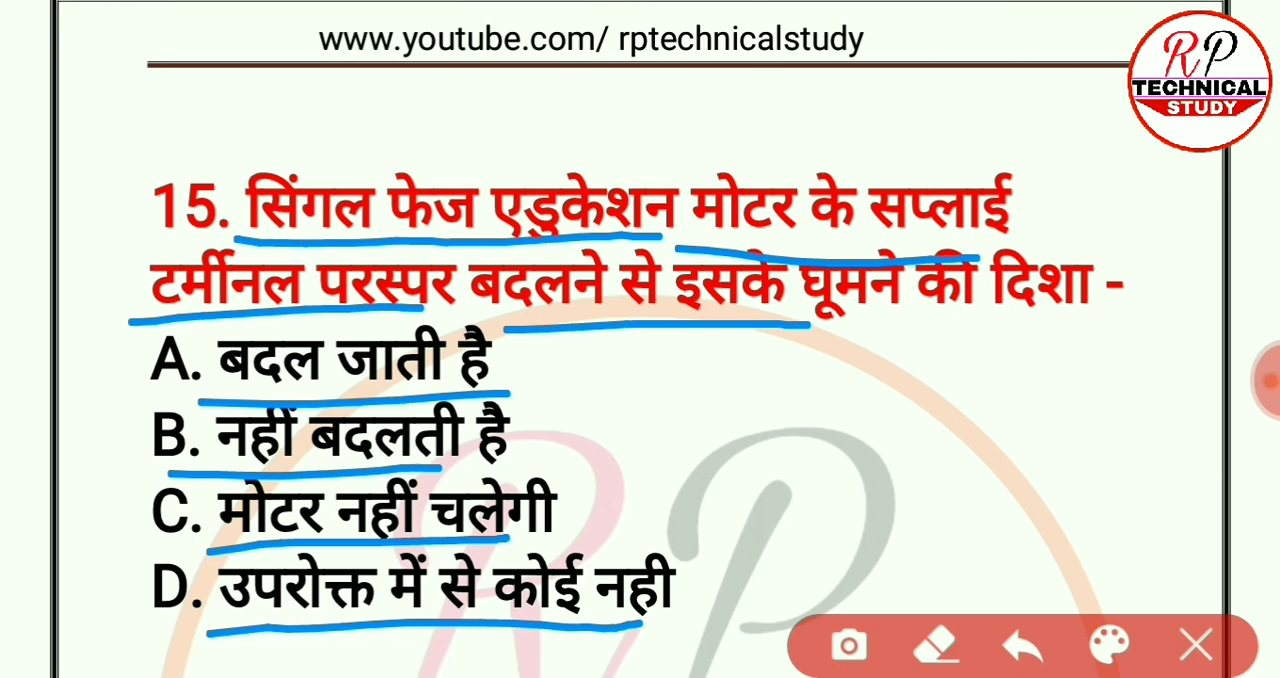 www.youtube.com/ rptechnicalstudy
RP
TECHNICAL
STUDY
15. सिंगल फेज एडुकेशन मोटर के सप्लाई
टर्मीनल परस्पर बदलने से इसके घूमने की दिशा -
A. बदल जाती है
B. नहीं बदलती है
C. मोटर नहीं चलेगी
D. उपरोक्त में से कोई नही
RP